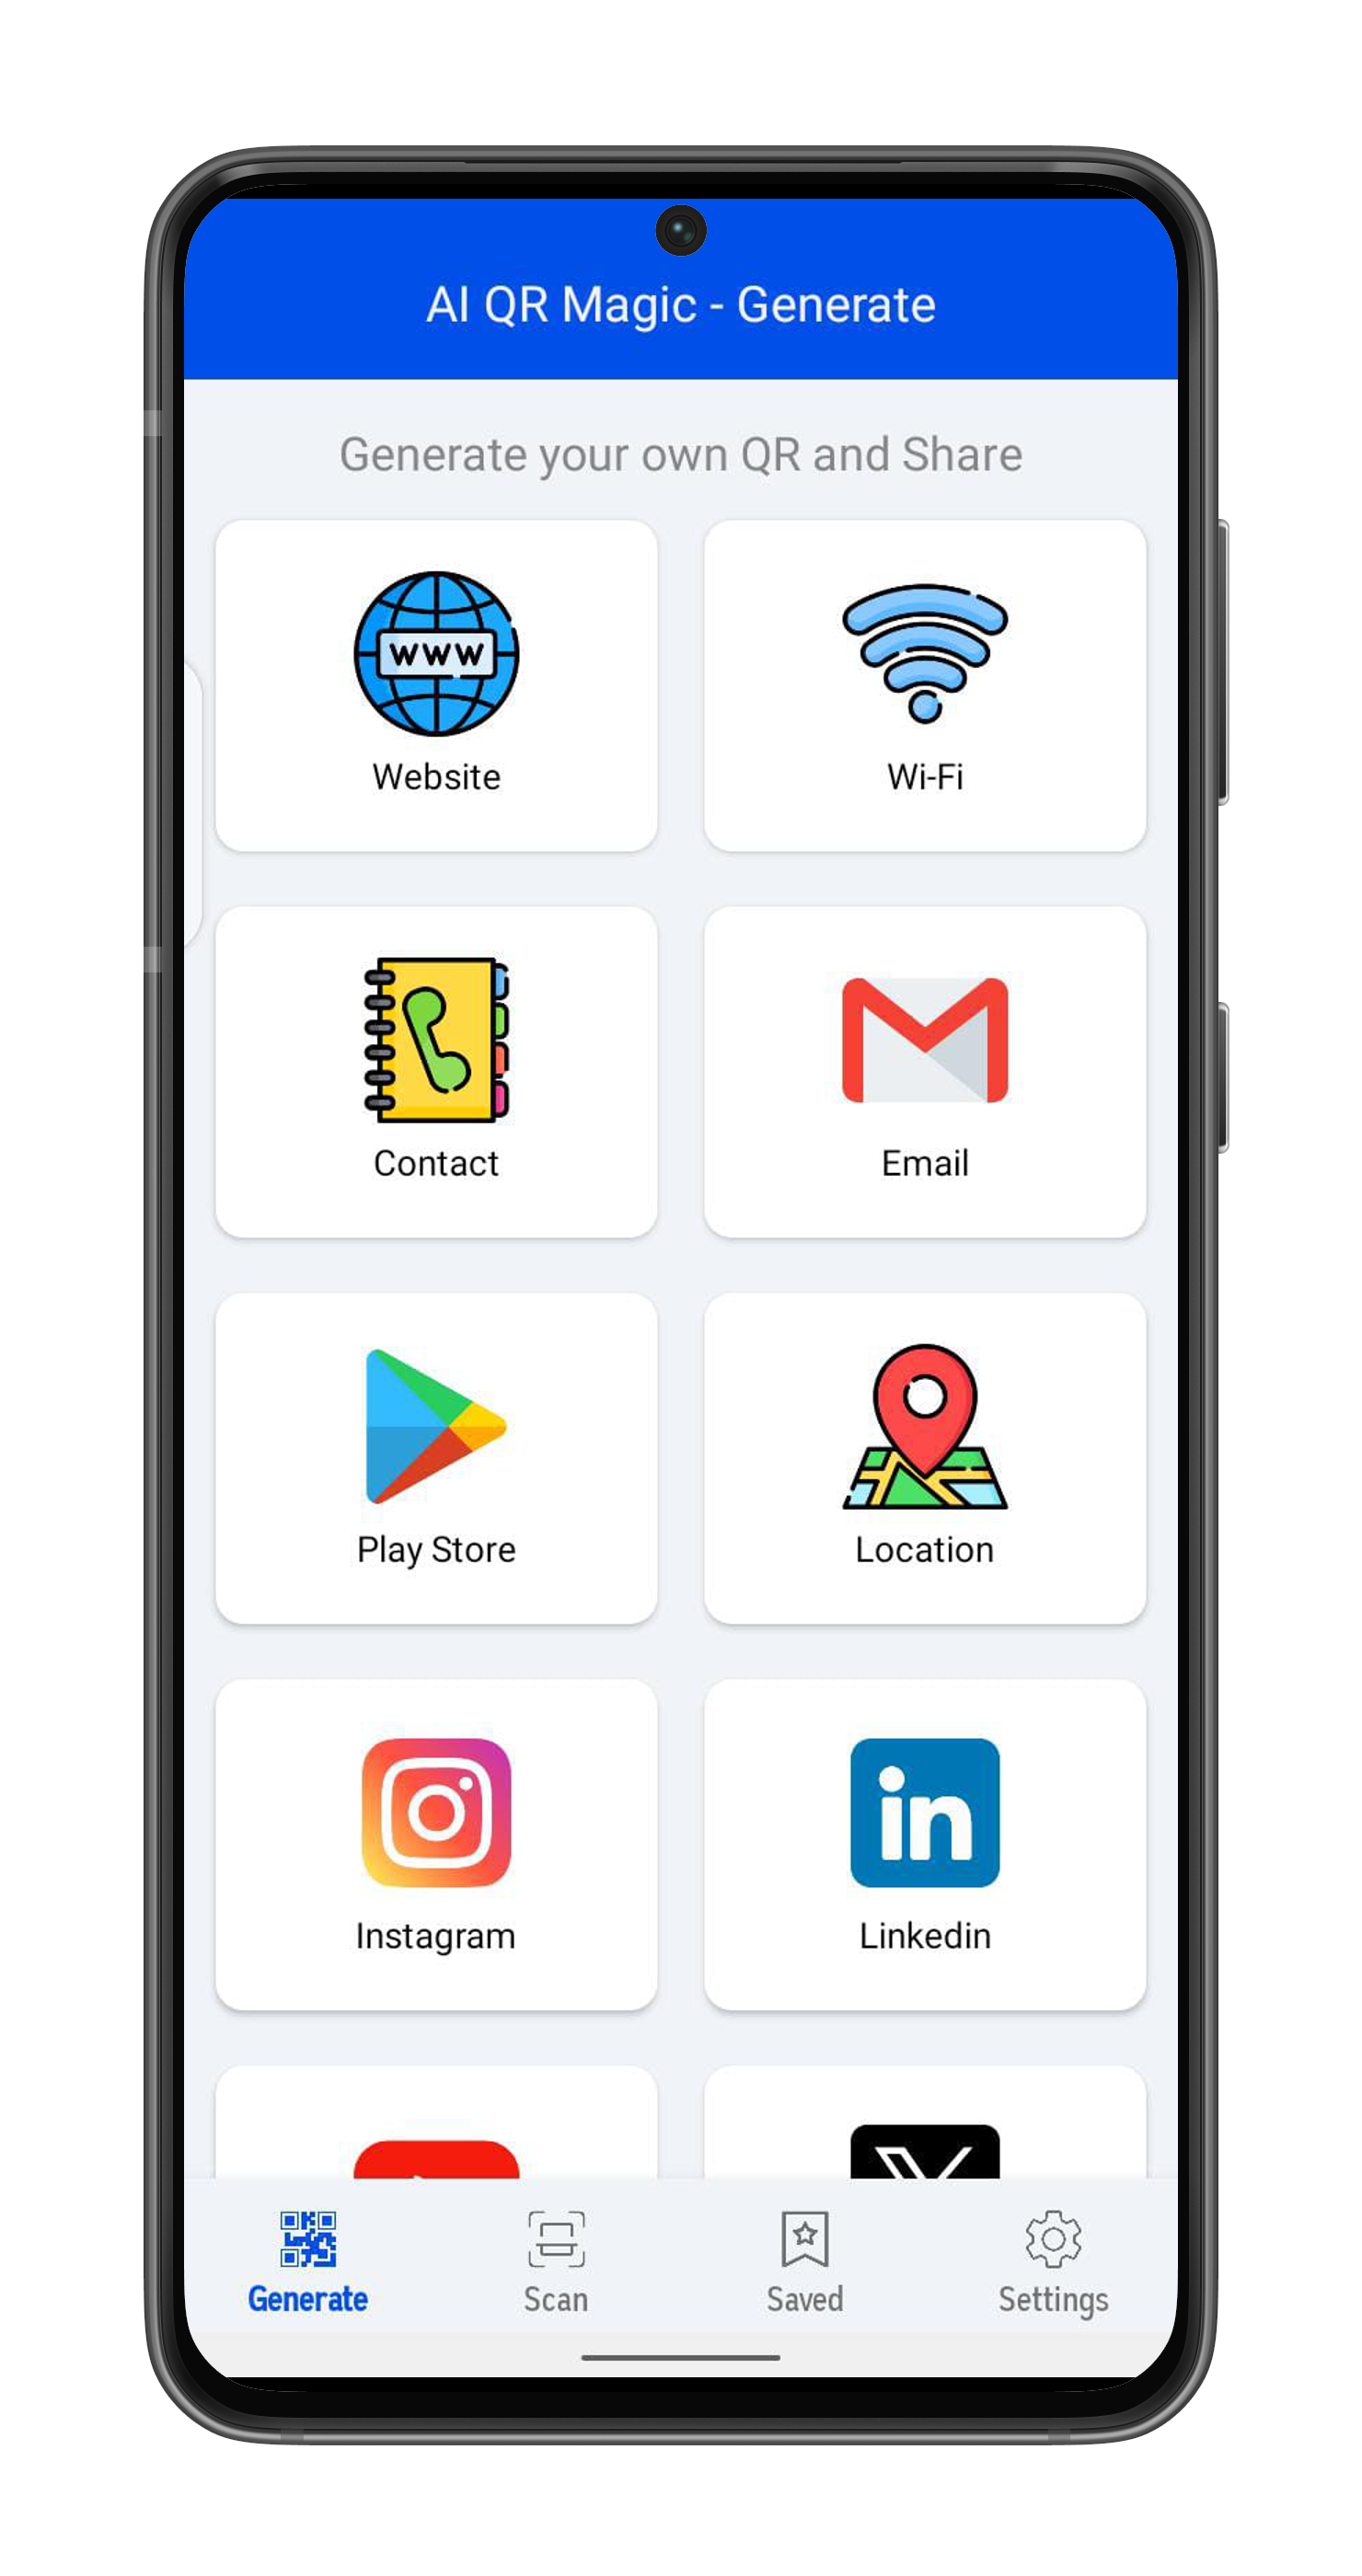 AI QR Magic - Generate
Generate your own QR and Share
www
Website
Wi-Fi
Contact
Email
Play Store
Location
in
Instagram
Linkedin
Generate
Scan
Saved
Settings